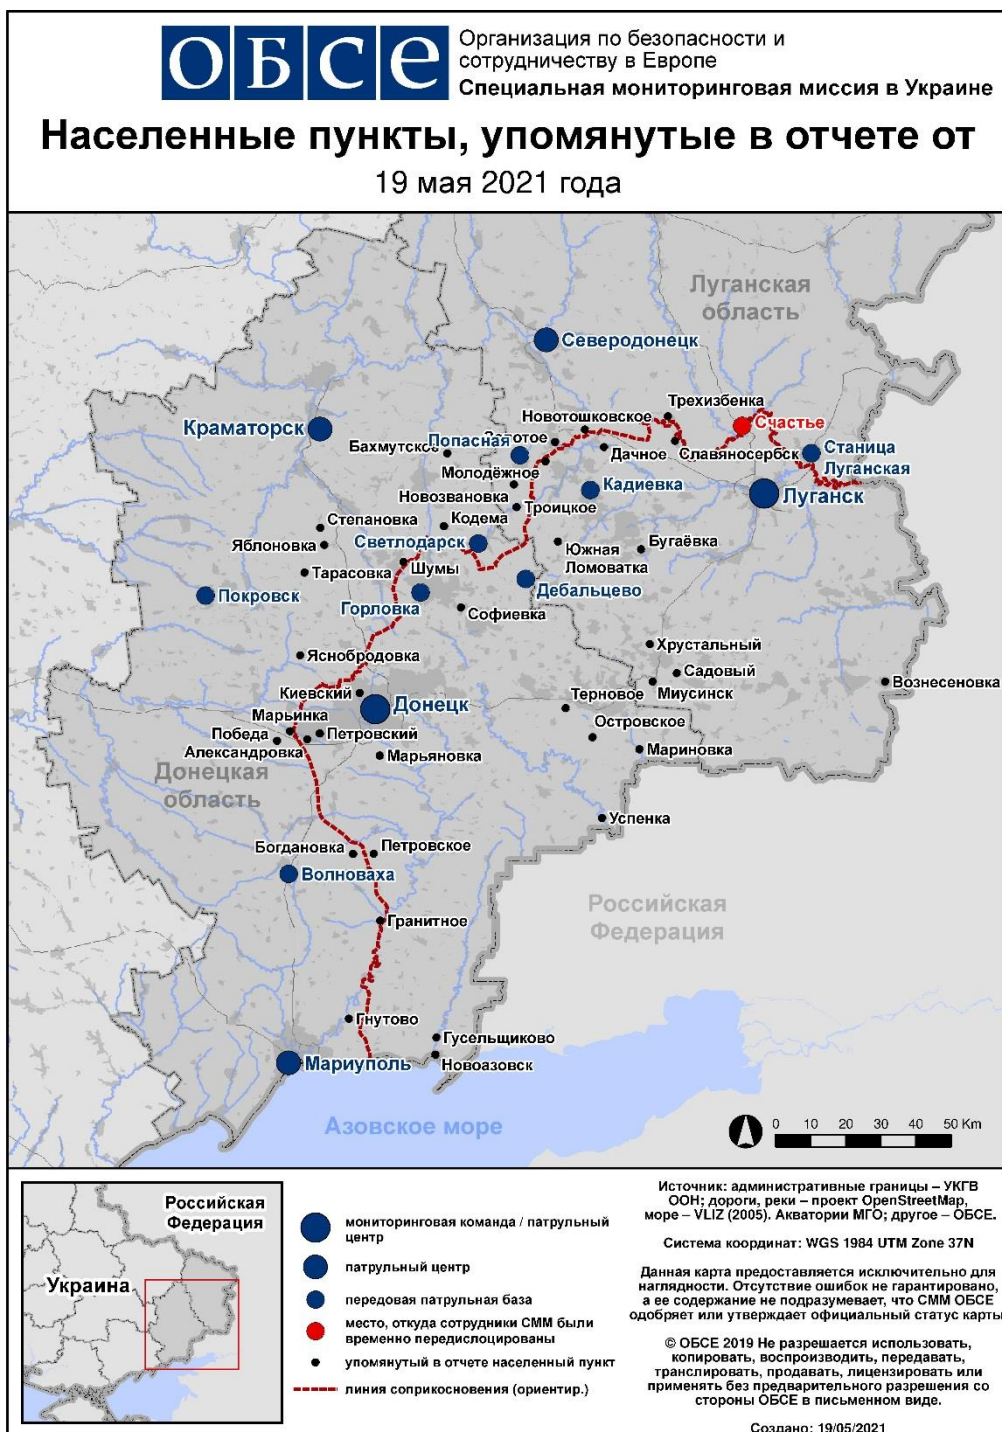 ОБСЕ
Организация по безопасности и
сотрудничеству в Европе
Специальная мониторинговая миссия в Украине
Населенные пункты, упомянутые в отчете от
19 мая 2021 года
Луганская
область
Северодонецк
Трехизбенка
Новотошковское
Счастье
Краматорск
Попасная
Бахмутское
Дачное
Славяносербск
Станица
Луганская
Молодёжное
Кадиевка
Луганск
Новозвановка
Троицкое
Степановка
Кодема
Светлодарск
Южная
Ломоватка
Бугаёвка
Яблоновка
Шумы
Тарасовка
Дебальцево
Покровск
Горловка
Софиевка
Хрустальный
Яснобродовка
Садовый
Миусинск
Вознесеновка
Киевский
Донецк
Терновое
Марьинка
Островское
Победа
Петровский
Александровка
Марьяновка
Мариновка
Донецкая
область
Успенка
Богдановка
Петровское
Волноваха
Российская
Федерация
Гранитное
Гнутово
Гусельщиково
Мариуполь
Новоазовск
Азовское море
0 10 20 30 40 50 Km
Российская
Федерация
Украина
мониторинговая команда / патрульный
центр
патрульный центр
передовая патрульная база
место, откуда сотрудники СММ были
временно передислоцированы
упомянутый в отчете населенный пункт
линия соприкосновения (ориентир.)
Источник: административные границы – УКГВ
ООН; дороги, реки – проект OpenStreetMap,
море – VLIZ (2005). Акватории МГО; другое – ОБСЕ.
Система координат: WGS 1984 UTM Zone 37N
Данная карта предоставляется исключительно для
наглядности. Отсутствие ошибок не гарантировано,
а ее содержание не подразумевает, что СММ ОБСЕ
одобряет или утверждает официальный статус карты
© ОБСЕ 2019 Не разрешается использовать,
копировать, воспроизводить, передавать,
транслировать, продавать, лицензировать или
применять без предварительного разрешения со
стороны ОБСЕ в письменном виде.
Создано: 19/05/2021